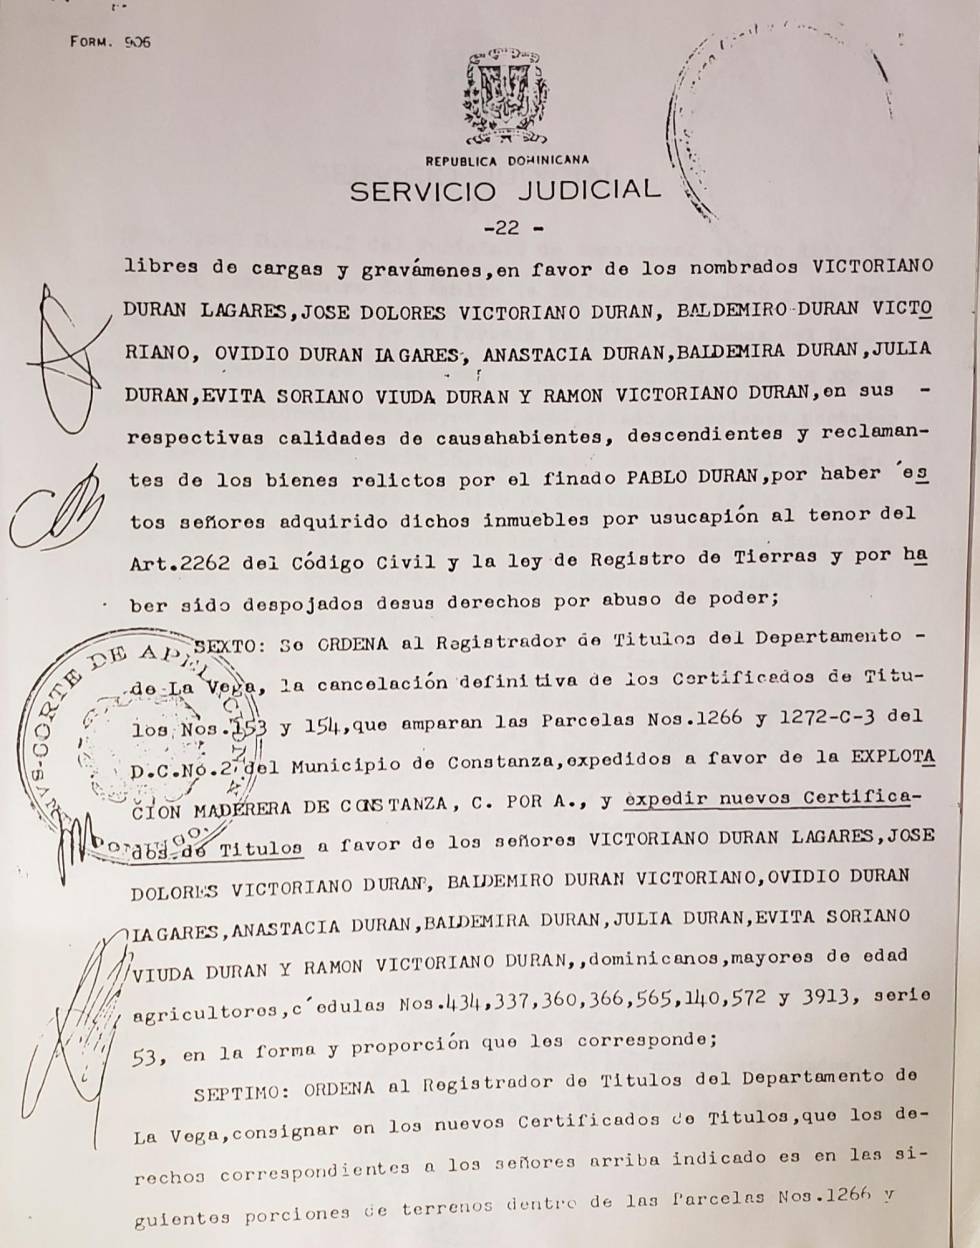 FORM. 906
REPUBLICA DOMINICANA
SERVICIO JUDICIAL
-22 -
libres de cargas y gravámenes,en favor de los nombrados VICTORIANO
DURAN LAGARES,JOSE DOLORES VICTORIANO DURAN, BALDEMIRO DURAN VICTO
RIANO, OVIDIO DURAN LAGARES, ANASTACIA DURAN,BALDEMIRA DURAN,JULIA
DURAN,EVITA SORIANO VIUDA DURAN Y RAMON VICTORIANO DURAN,en sus -
respectivas calidades de causahabientes, descendientes y reclaman-
tes de los bienes relictos por el finado PABLO DURAN,por haber ´es
tos señores adquirido dichos inmuebles por usucapión al tenor del
Art.2262 del Código Civil y la ley de Registro de Tierras y por ha
ber sido despojados desus derechos por abuso de poder;
SEXTO: Se ORDENA al Registrador de Titulos del Departamento -
de La Vega, la cancelación definitiva de los Certificados de Titu-
los Nos.153 y 154,que amparan las Parcelas Nos.1266 y 1272-C-3 del
D.C.No.2 del Municipio de Constanza,expedidos a favor de la EXPLOTA
CION MADERERA DE CONSTANZA, C. POR A., y expedir nuevos Certifica-
dos de Titulos a favor de los señores VICTORIANO DURAN LAGARES,JOSE
DOLORES VICTORIANO DURAN, BALDEMIRO DURAN VICTORIANO,OVIDIO DURAN
LAGARES,ANASTACIA DURAN,BALDEMIRA DURAN,JULIA DURAN,EVITA SORIANO
VIUDA DURAN Y RAMON VICTORIANO DURAN,,dominicanos,mayores de edad
agricultores,c´edulas Nos.434,337,360,366,565,140,572 y 3913, serie
53, en la forma y proporción que les corresponde;
SEPTIMO: ORDENA al Registrador de Titulos del Departamento de
La Vega,consignar en los nuevos Certificados de Titulos,que los de-
rechos correspondientes a los señores arriba indicado es en las si-
guientes porciones de terrenos dentro de las Parcelas Nos.1266 y
CORTE DE APELACION